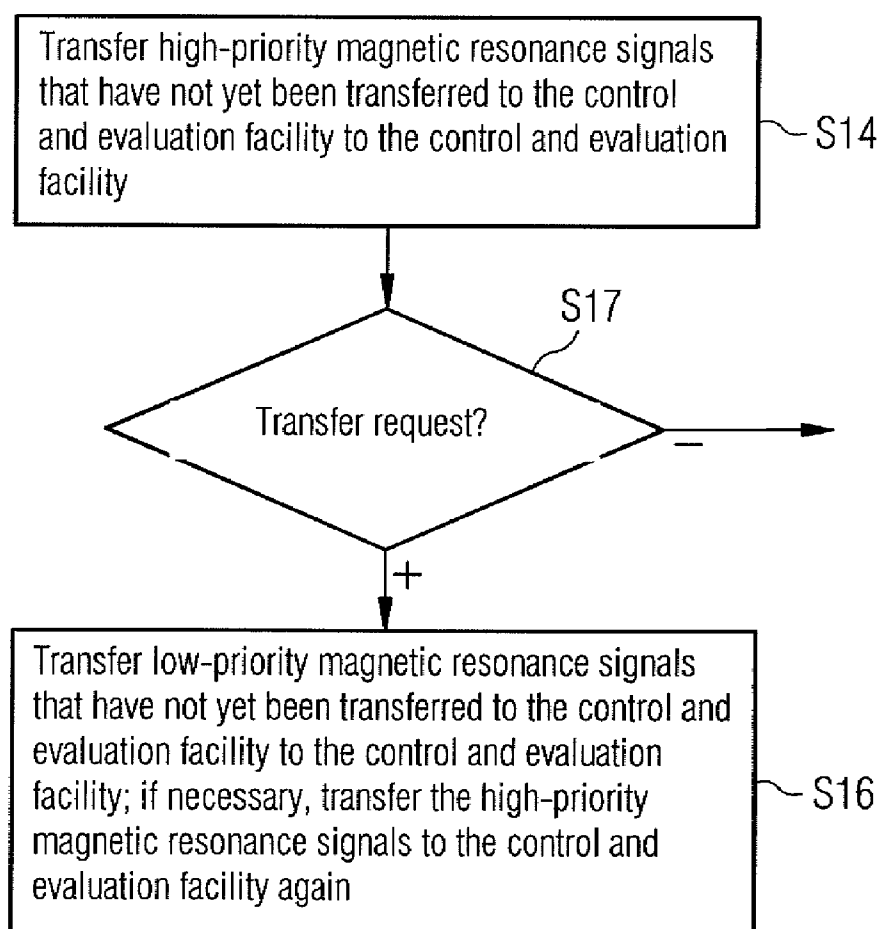 Transfer high-priority magnetic resonance signals
that have not yet been transferred to the control
and evaluation facility to the control and evaluation
facility
S14
S17
Transfer request?
–
+
Transfer low-priority magnetic resonance signals
that have not yet been transferred to the control and
evaluation facility to the control and evaluation
facility; if necessary, transfer the high-priority
magnetic resonance signals to the control and
evaluation facility again
S16